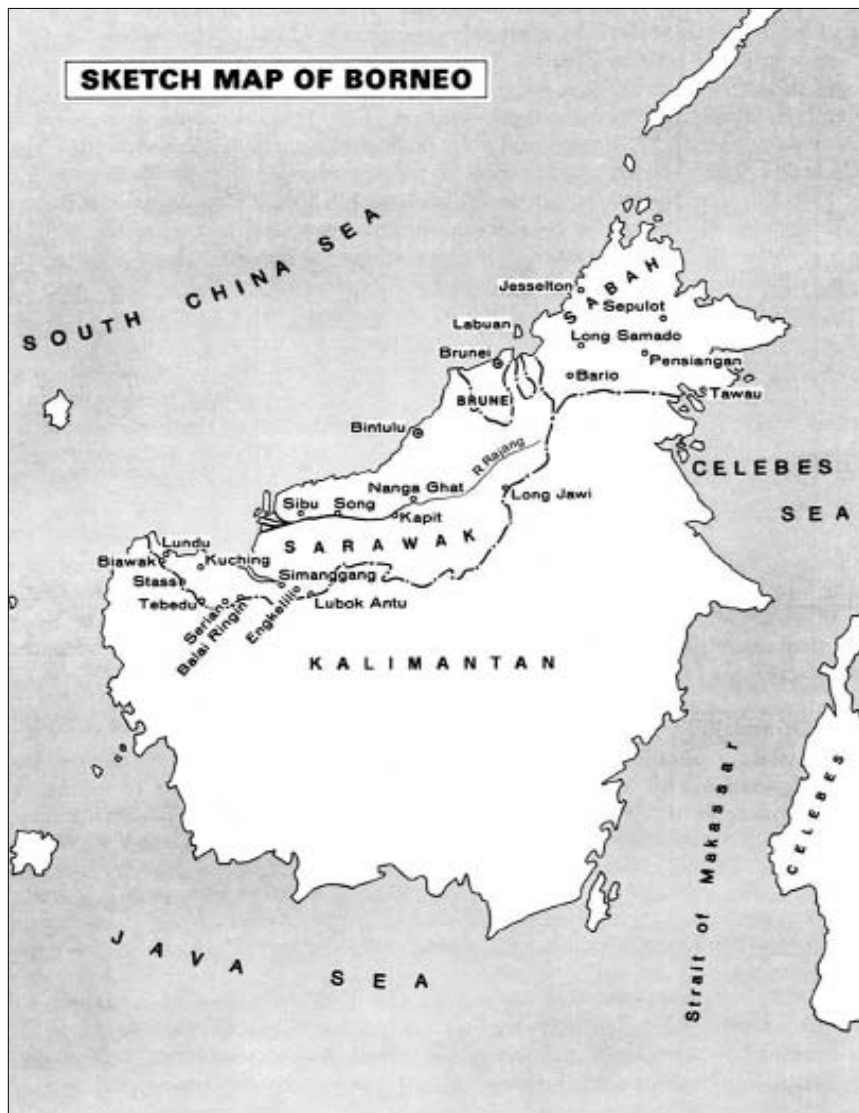 SKETCH MAP OF BORNEO
SOUTH CHINA SEA
SABAH
Jesselton
Sepulot
Labuan
Long Samado
Brunei
Pensiangan
Bario
BRUNEI
Tawau
Bintulu
R Rajang
CELEBES
SEA
Nanga Ghat
Long Jawi
Sibu
Song
Kapit
SARAWAK
Lundu
Biawak
Kuching
Stass
Simanggang
Tebedu
Serian
Balai Ringin
Engkelili
Lubok Antu
KALIMANTAN
Strait of Makassar
CELEBES
JAVA SEA